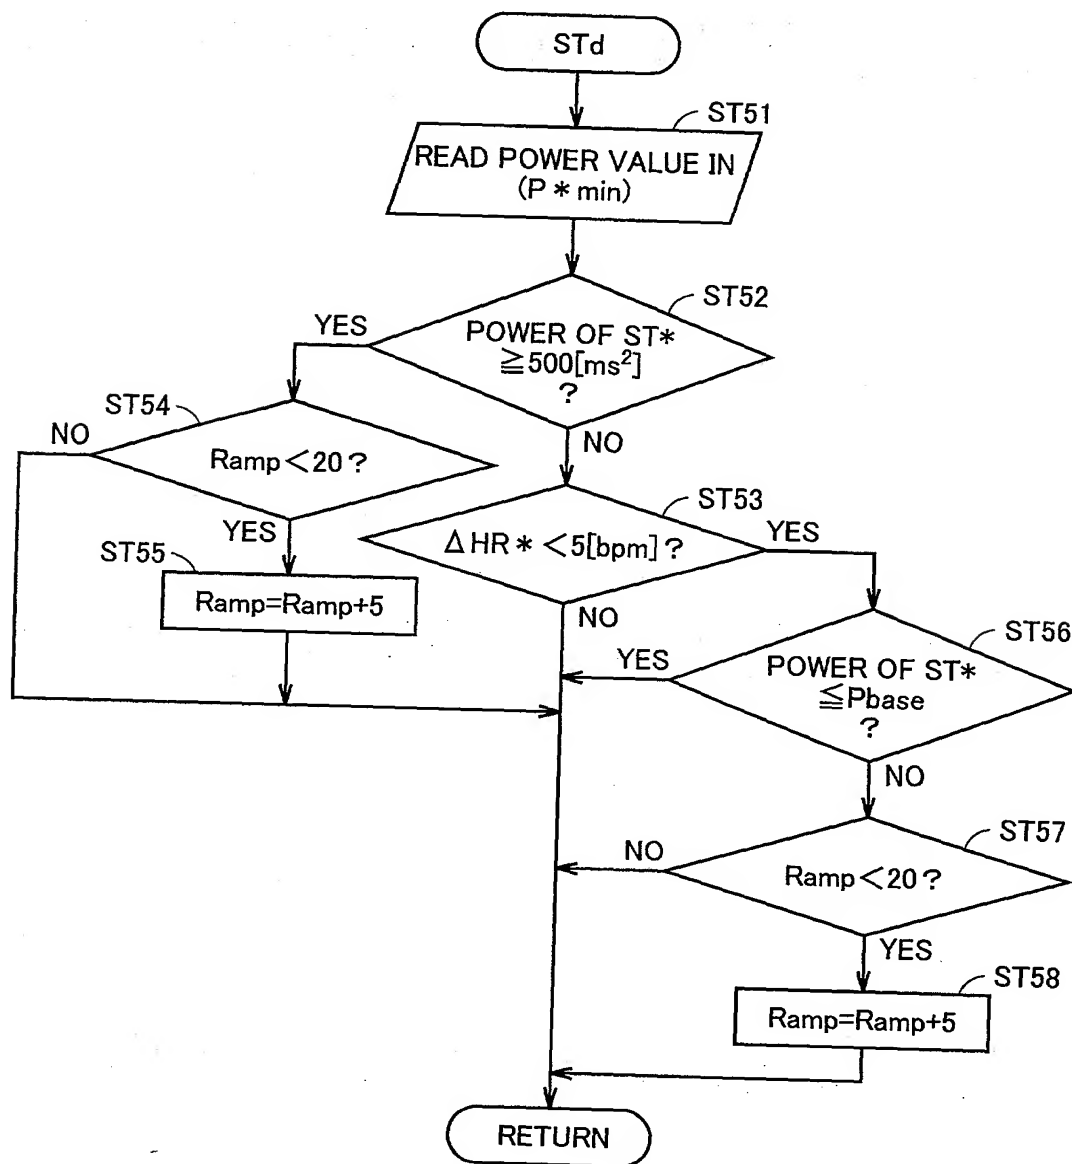 STd
ST51
READ POWER VALUE IN
(P * min)
ST52
YES
POWER OF ST*
≧500[ms²]
?
ST54
NO
NO
Ramp<20?
ST53
YES
YES
ΔHR * <5[bpm]?
ST55
Ramp=Ramp+5
NO
ST56
YES
POWER OF ST*
≦Pbase
?
NO
ST57
NO
Ramp<20?
YES
ST58
Ramp=Ramp+5
RETURN